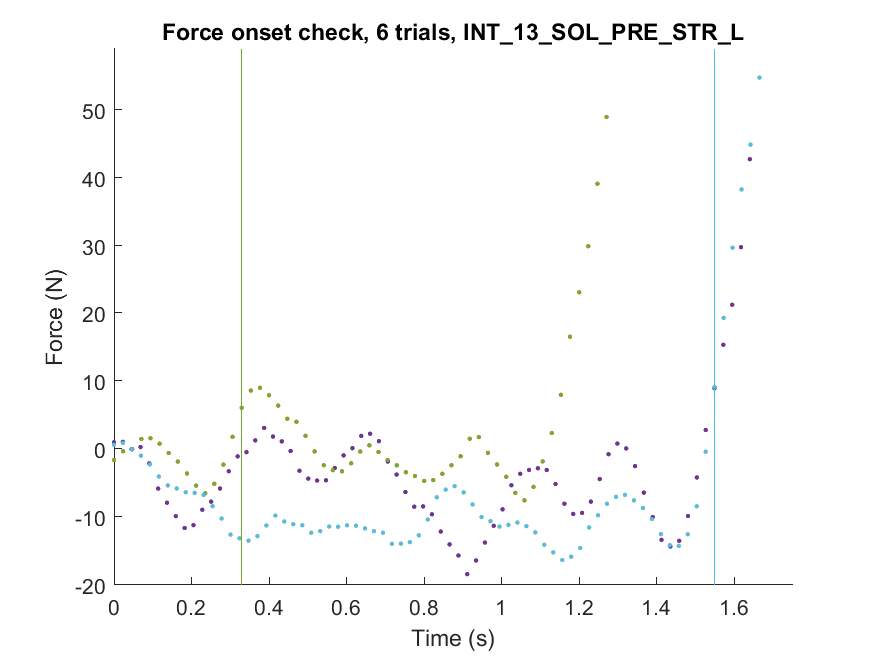 Force onset check, 6 trials, INT_13_SOL_PRE_STR_L
50
40
30
20
10
0
-10
-20
Force (N)
0 0.2 0.4 0.6 0.8 1 1.2 1.4 1.6
Time (s)